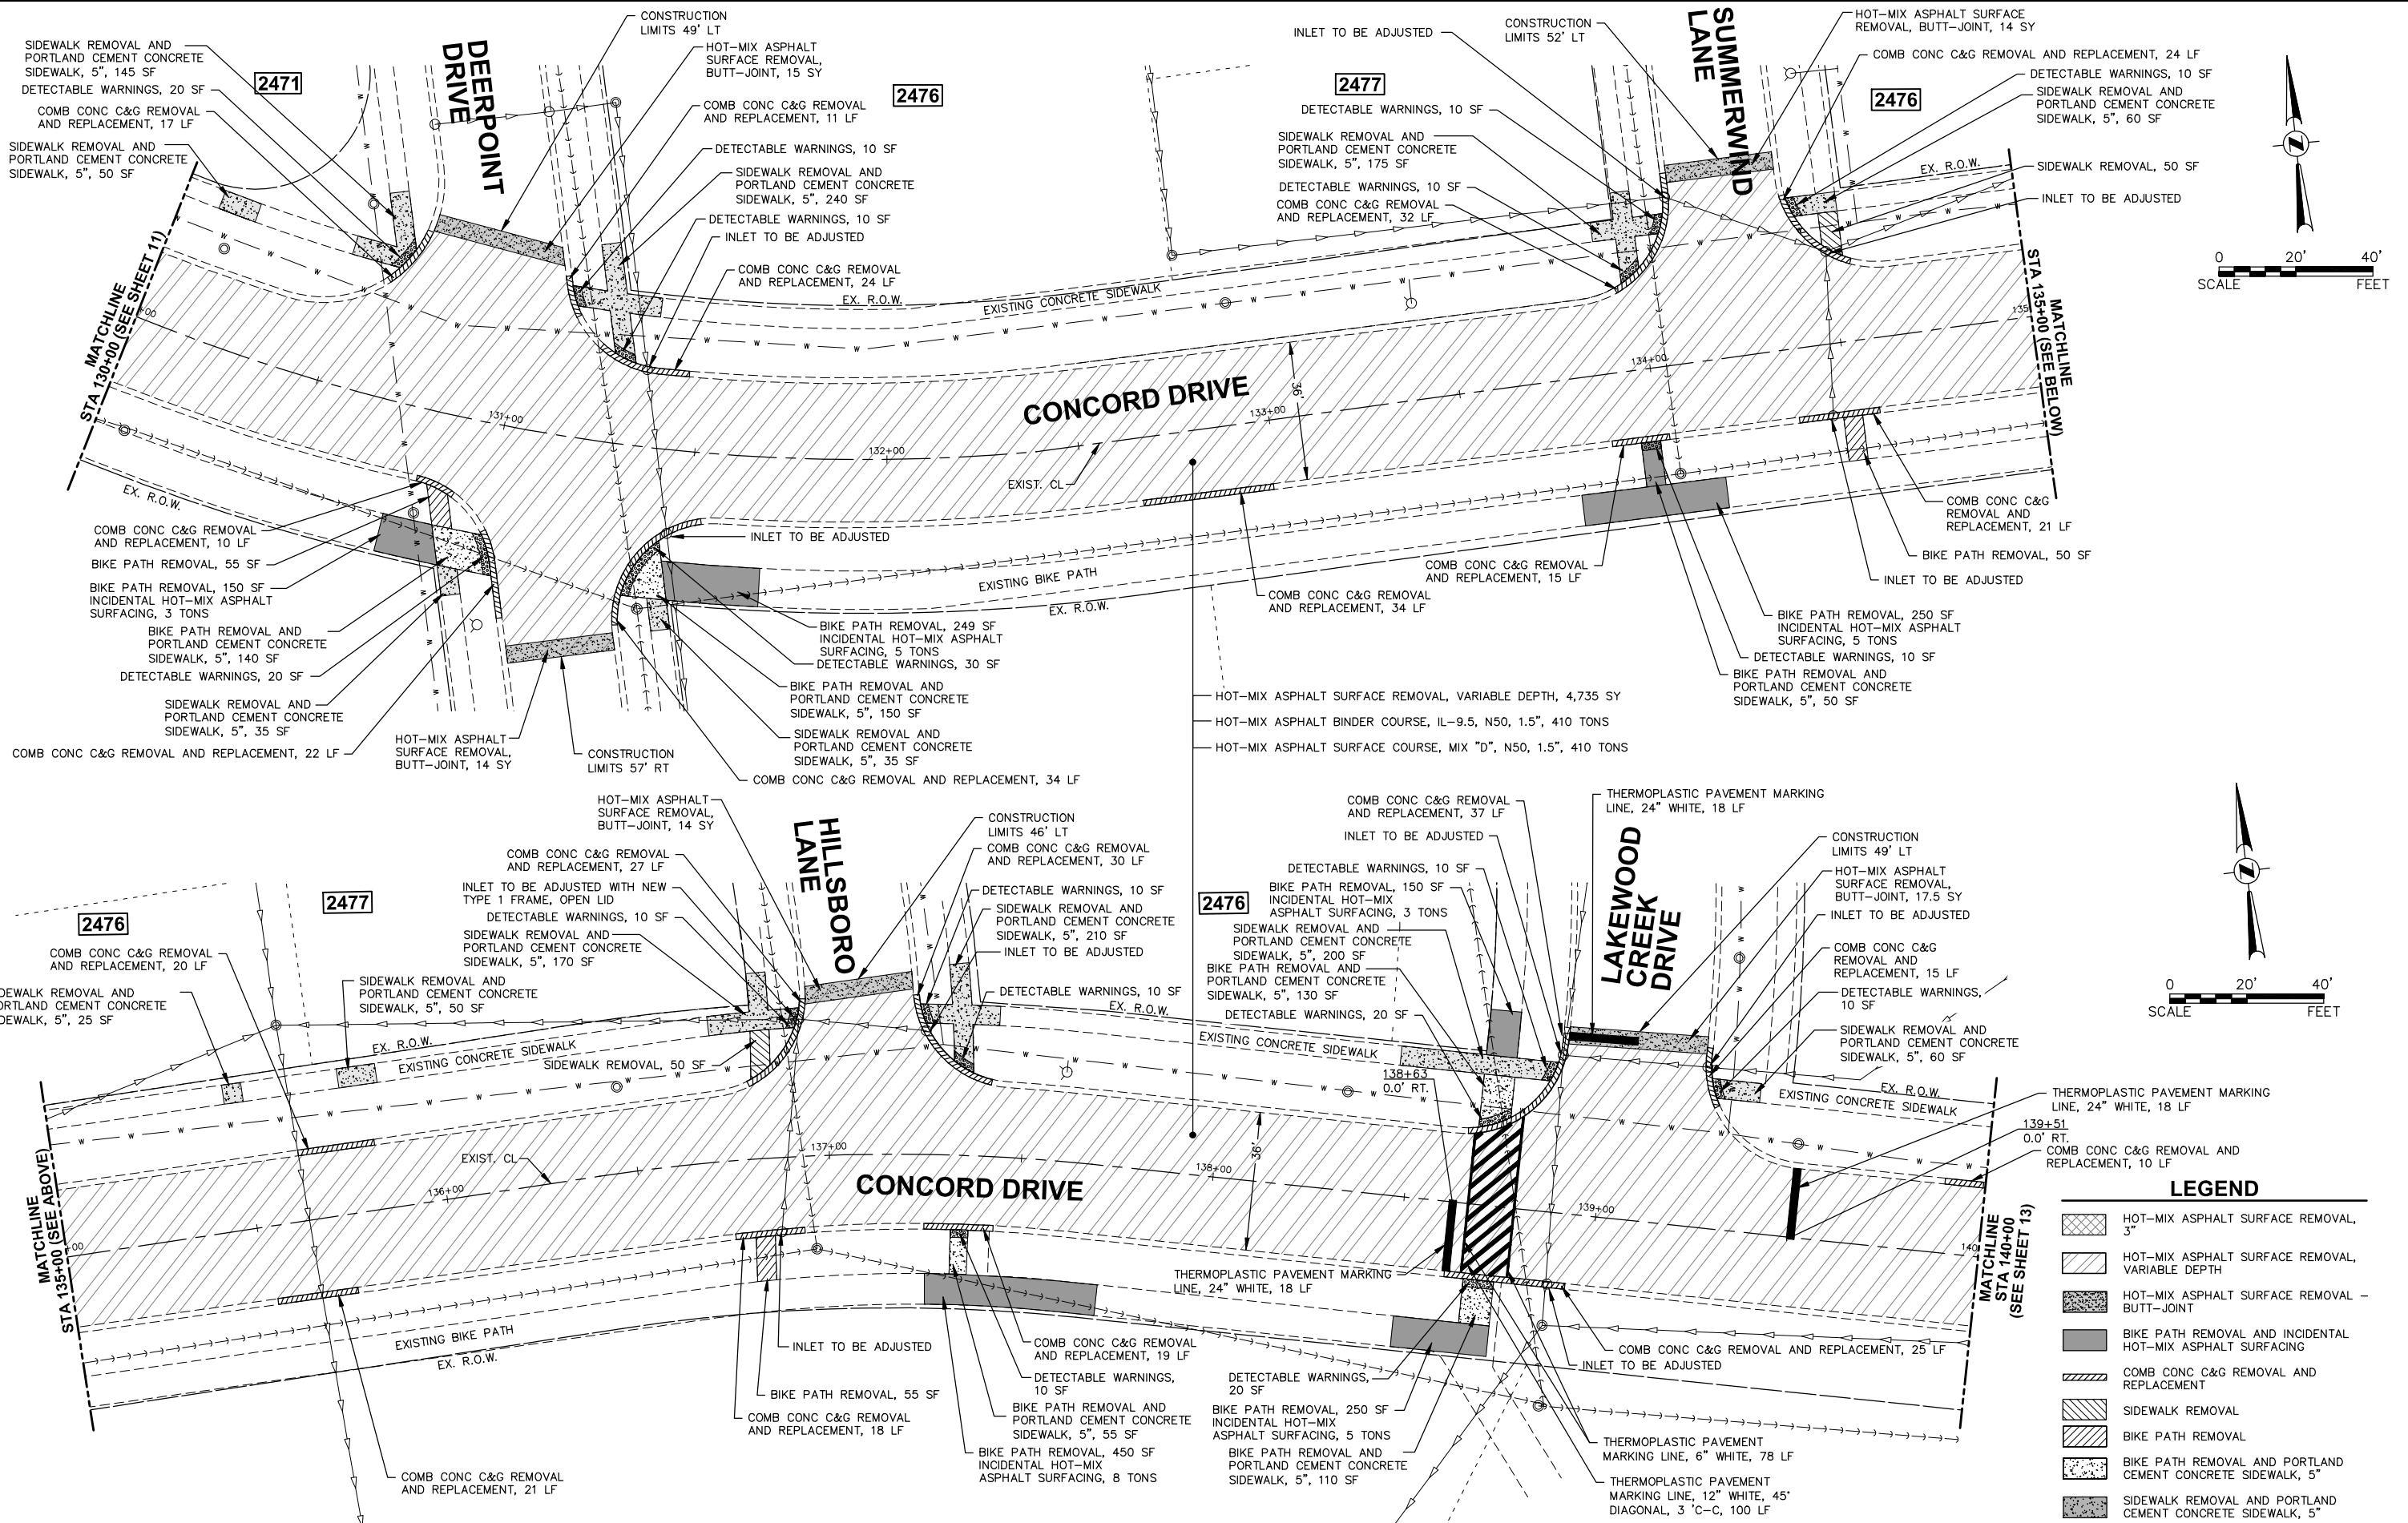 SIDEWALK REMOVAL AND
PORTLAND CEMENT CONCRETE
SIDEWALK, 5", 145 SF
DETECTABLE WARNINGS, 20 SF
COMB CONC C&G REMOVAL
AND REPLACEMENT, 17 LF
SIDEWALK REMOVAL AND
PORTLAND CEMENT CONCRETE
SIDEWALK, 5", 50 SF
2471
DEERPOINT
DRIVE
CONSTRUCTION
LIMITS 49' LT
HOT-MIX ASPHALT
SURFACE REMOVAL,
BUTT-JOINT, 15 SY
COMB CONC C&G REMOVAL
AND REPLACEMENT, 11 LF
DETECTABLE WARNINGS, 10 SF
SIDEWALK REMOVAL AND
PORTLAND CEMENT CONCRETE
SIDEWALK, 5", 240 SF
DETECTABLE WARNINGS, 10 SF
INLET TO BE ADJUSTED
COMB CONC C&G REMOVAL
AND REPLACEMENT, 24 LF
2476
INLET TO BE ADJUSTED
2477
DETECTABLE WARNINGS, 10 SF
SIDEWALK REMOVAL AND
PORTLAND CEMENT CONCRETE
SIDEWALK, 5", 175 SF
DETECTABLE WARNINGS, 10 SF
COMB CONC C&G REMOVAL
AND REPLACEMENT, 32 LF
CONSTRUCTION
LIMITS 52' LT
SUMMERWIND
LANE
HOT-MIX ASPHALT SURFACE
REMOVAL, BUTT-JOINT, 14 SY
COMB CONC C&G REMOVAL AND REPLACEMENT, 24 LF
DETECTABLE WARNINGS, 10 SF
SIDEWALK REMOVAL AND
PORTLAND CEMENT CONCRETE
SIDEWALK, 5", 60 SF
2476
SIDEWALK REMOVAL, 50 SF
EX. R.O.W.
INLET TO BE ADJUSTED
0 20' 40'
SCALE FEET
MATCHLINE
STA 130+00 (SEE SHEET 11)
+00
EX. R.O.W.
EXISTING CONCRETE SIDEWALK
131+00
132+00
133+00
134+00
135
CONCORD DRIVE
36'
EXIST. CL
MATCHLINE
STA 135+00 (SEE BELOW)
EX. R.O.W.
COMB CONC C&G REMOVAL
AND REPLACEMENT, 10 LF
BIKE PATH REMOVAL, 55 SF
BIKE PATH REMOVAL, 150 SF
INCIDENTAL HOT-MIX ASPHALT
SURFACING, 3 TONS
BIKE PATH REMOVAL AND
PORTLAND CEMENT CONCRETE
SIDEWALK, 5", 140 SF
DETECTABLE WARNINGS, 20 SF
SIDEWALK REMOVAL AND
PORTLAND CEMENT CONCRETE
SIDEWALK, 5", 35 SF
COMB CONC C&G REMOVAL AND REPLACEMENT, 22 LF
HOT-MIX ASPHALT
SURFACE REMOVAL,
BUTT-JOINT, 14 SY
CONSTRUCTION
LIMITS 57' RT
INLET TO BE ADJUSTED
EXISTING BIKE PATH
EX. R.O.W.
BIKE PATH REMOVAL, 249 SF
INCIDENTAL HOT-MIX ASPHALT
SURFACING, 5 TONS
DETECTABLE WARNINGS, 30 SF
BIKE PATH REMOVAL AND
PORTLAND CEMENT CONCRETE
SIDEWALK, 5", 150 SF
SIDEWALK REMOVAL AND
PORTLAND CEMENT CONCRETE
SIDEWALK, 5", 35 SF
COMB CONC C&G REMOVAL AND REPLACEMENT, 34 LF
COMB CONC C&G REMOVAL
AND REPLACEMENT, 34 LF
COMB CONC C&G REMOVAL
AND REPLACEMENT, 15 LF
COMB CONC C&G
REMOVAL AND
REPLACEMENT, 21 LF
BIKE PATH REMOVAL, 50 SF
INLET TO BE ADJUSTED
BIKE PATH REMOVAL, 250 SF
INCIDENTAL HOT-MIX ASPHALT
SURFACING, 5 TONS
DETECTABLE WARNINGS, 10 SF
BIKE PATH REMOVAL AND
PORTLAND CEMENT CONCRETE
SIDEWALK, 5", 50 SF
HOT-MIX ASPHALT SURFACE REMOVAL, VARIABLE DEPTH, 4,735 SY
HOT-MIX ASPHALT BINDER COURSE, IL-9.5, N50, 1.5", 410 TONS
HOT-MIX ASPHALT SURFACE COURSE, MIX "D", N50, 1.5", 410 TONS
HOT-MIX ASPHALT
SURFACE REMOVAL,
BUTT-JOINT, 14 SY
HILLSBORO
LANE
CONSTRUCTION
LIMITS 46' LT
COMB CONC C&G REMOVAL
AND REPLACEMENT, 30 LF
DETECTABLE WARNINGS, 10 SF
SIDEWALK REMOVAL AND
PORTLAND CEMENT CONCRETE
SIDEWALK, 5", 210 SF
INLET TO BE ADJUSTED
DETECTABLE WARNINGS, 10 SF
COMB CONC C&G REMOVAL
AND REPLACEMENT, 27 LF
INLET TO BE ADJUSTED WITH NEW
TYPE 1 FRAME, OPEN LID
DETECTABLE WARNINGS, 10 SF
SIDEWALK REMOVAL AND
PORTLAND CEMENT CONCRETE
SIDEWALK, 5", 170 SF
2477
2476
COMB CONC C&G REMOVAL
AND REPLACEMENT, 20 LF
SIDEWALK REMOVAL AND
PORTLAND CEMENT CONCRETE
SIDEWALK, 5", 50 SF
DEWALK REMOVAL AND
ORTLAND CEMENT CONCRETE
DEWALK, 5", 25 SF
EX. R.O.W.
EXISTING CONCRETE SIDEWALK
SIDEWALK REMOVAL, 50 SF
COMB CONC C&G REMOVAL
AND REPLACEMENT, 37 LF
INLET TO BE ADJUSTED
DETECTABLE WARNINGS, 10 SF
BIKE PATH REMOVAL, 150 SF
INCIDENTAL HOT-MIX
ASPHALT SURFACING, 3 TONS
2476
SIDEWALK REMOVAL AND
PORTLAND CEMENT CONCRETE
SIDEWALK, 5", 200 SF
BIKE PATH REMOVAL AND
PORTLAND CEMENT CONCRETE
SIDEWALK, 5", 130 SF
DETECTABLE WARNINGS, 20 SF
EX. R.O.W.
EXISTING CONCRETE SIDEWALK
138+63
0.0' RT.
THERMOPLASTIC PAVEMENT MARKING
LINE, 24" WHITE, 18 LF
LAKEWOOD
CREEK
DRIVE
CONSTRUCTION
LIMITS 49' LT
HOT-MIX ASPHALT
SURFACE REMOVAL,
BUTT-JOINT, 17.5 SY
INLET TO BE ADJUSTED
COMB CONC C&G
REMOVAL AND
REPLACEMENT, 15 LF
DETECTABLE WARNINGS,
10 SF
SIDEWALK REMOVAL AND
PORTLAND CEMENT CONCRETE
SIDEWALK, 5", 60 SF
EX. R.O.W.
EXISTING CONCRETE SIDEWALK
0 20' 40'
SCALE FEET
THERMOPLASTIC PAVEMENT MARKING
LINE, 24" WHITE, 18 LF
139+51
0.0' RT.
COMB CONC C&G REMOVAL AND
REPLACEMENT, 10 LF
MATCHLINE
STA 135+00 (SEE ABOVE)
+00
136+00
137+00
138+00
139+00
140
EXIST. CL
CONCORD DRIVE
36'
MATCHLINE
STA 140+00
(SEE SHEET 13)
EXISTING BIKE PATH
EX. R.O.W.
COMB CONC C&G REMOVAL
AND REPLACEMENT, 21 LF
INLET TO BE ADJUSTED
BIKE PATH REMOVAL, 55 SF
COMB CONC C&G REMOVAL
AND REPLACEMENT, 18 LF
COMB CONC C&G REMOVAL
AND REPLACEMENT, 19 LF
DETECTABLE WARNINGS,
10 SF
BIKE PATH REMOVAL AND
PORTLAND CEMENT CONCRETE
SIDEWALK, 5", 55 SF
BIKE PATH REMOVAL, 450 SF
INCIDENTAL HOT-MIX
ASPHALT SURFACING, 8 TONS
THERMOPLASTIC PAVEMENT MARKING
LINE, 24" WHITE, 18 LF
DETECTABLE WARNINGS,
20 SF
BIKE PATH REMOVAL, 250 SF
INCIDENTAL HOT-MIX
ASPHALT SURFACING, 5 TONS
BIKE PATH REMOVAL AND
PORTLAND CEMENT CONCRETE
SIDEWALK, 5", 110 SF
COMB CONC C&G REMOVAL AND REPLACEMENT, 25 LF
INLET TO BE ADJUSTED
THERMOPLASTIC PAVEMENT
MARKING LINE, 6" WHITE, 78 LF
THERMOPLASTIC PAVEMENT
MARKING LINE, 12" WHITE, 45°
DIAGONAL, 3 'C-C, 100 LF
LEGEND
HOT-MIX ASPHALT SURFACE REMOVAL,
3"
HOT-MIX ASPHALT SURFACE REMOVAL,
VARIABLE DEPTH
HOT-MIX ASPHALT SURFACE REMOVAL -
BUTT-JOINT
BIKE PATH REMOVAL AND INCIDENTAL
HOT-MIX ASPHALT SURFACING
COMB CONC C&G REMOVAL AND
REPLACEMENT
SIDEWALK REMOVAL
BIKE PATH REMOVAL
BIKE PATH REMOVAL AND PORTLAND
CEMENT CONCRETE SIDEWALK, 5"
SIDEWALK REMOVAL AND PORTLAND
CEMENT CONCRETE SIDEWALK, 5"